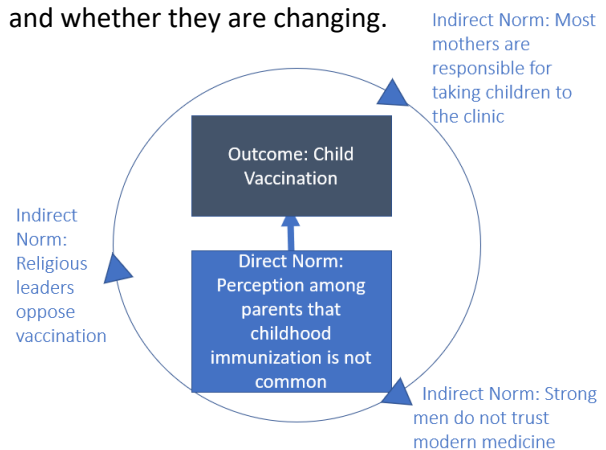 and whether they are changing.
Indirect Norm: Most
mothers are
responsible for
taking children to
the clinic
Outcome: Child
Vaccination
Indirect
Norm:
Religious
leaders
oppose
vaccination
Direct Norm:
Perception among
parents that
childhood
immunization is not
common
Indirect Norm: Strong
men do not trust
modern medicine